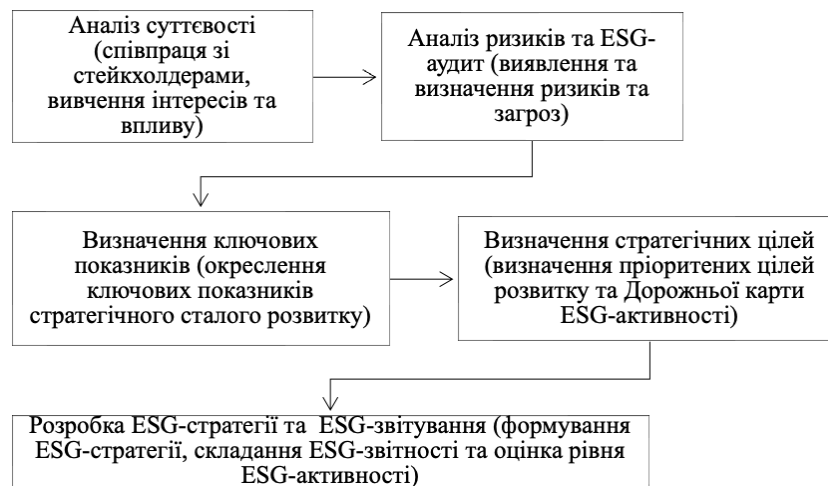 Аналіз суттєвості
(співпраця зі
стейкхолдерами,
вивчення інтересів та
впливу)
Аналіз ризиків та ESG-
аудит (виявлення та
визначення ризиків та
загроз)
Визначення ключових
показників (окреслення
ключових показників
стратегічного сталого розвитку)
Визначення стратегічних цілей
(визначення пріоритених цілей
розвитку та Дорожньої карти
ESG-активності)
Розробка ESG-стратегії та ESG-звітування (формування
ESG-стратегії, складання ESG-звітності та оцінка рівня
ESG-активності)